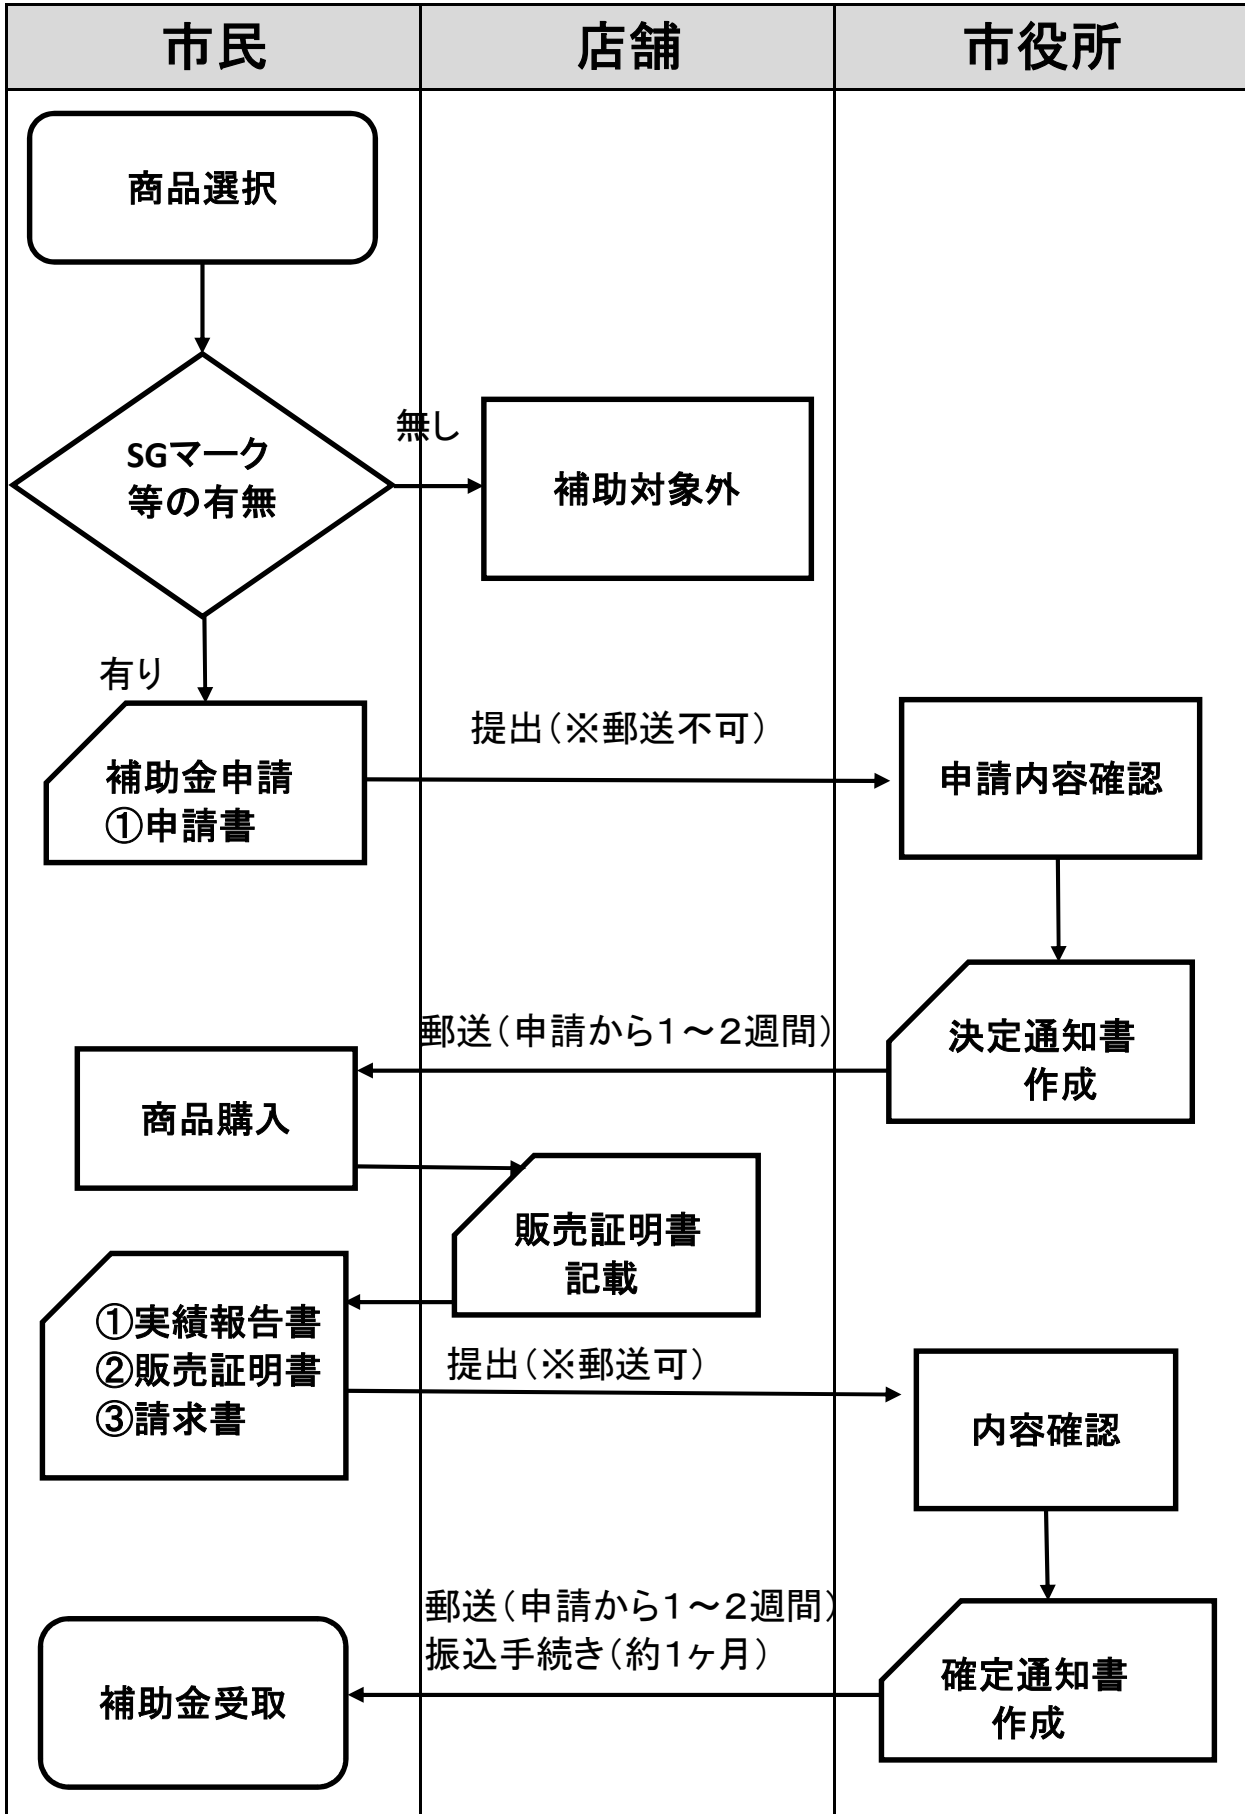 市民
店舗
市役所
商品選択
SGマーク
等の有無
無し
補助対象外
有り
補助金申請
①申請書
提出（※郵送不可）
申請内容確認
郵送（申請から１～２週間）
決定通知書
作成
商品購入
販売証明書
記載
①実績報告書
②販売証明書
③請求書
提出（※郵送可）
内容確認
郵送（申請から１～２週間）
振込手続き（約１ヶ月）
確定通知書
作成
補助金受取